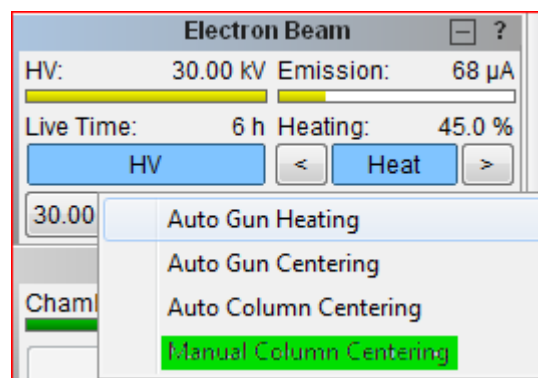 Electron Beam — ?
HV: 30.00 kV Emission: 68 µA
Live Time: 6 h Heating: 45.0 %
HV < Heat >
30.00
Auto Gun Heating
Auto Gun Centering
Auto Column Centering
Manual Column Centering